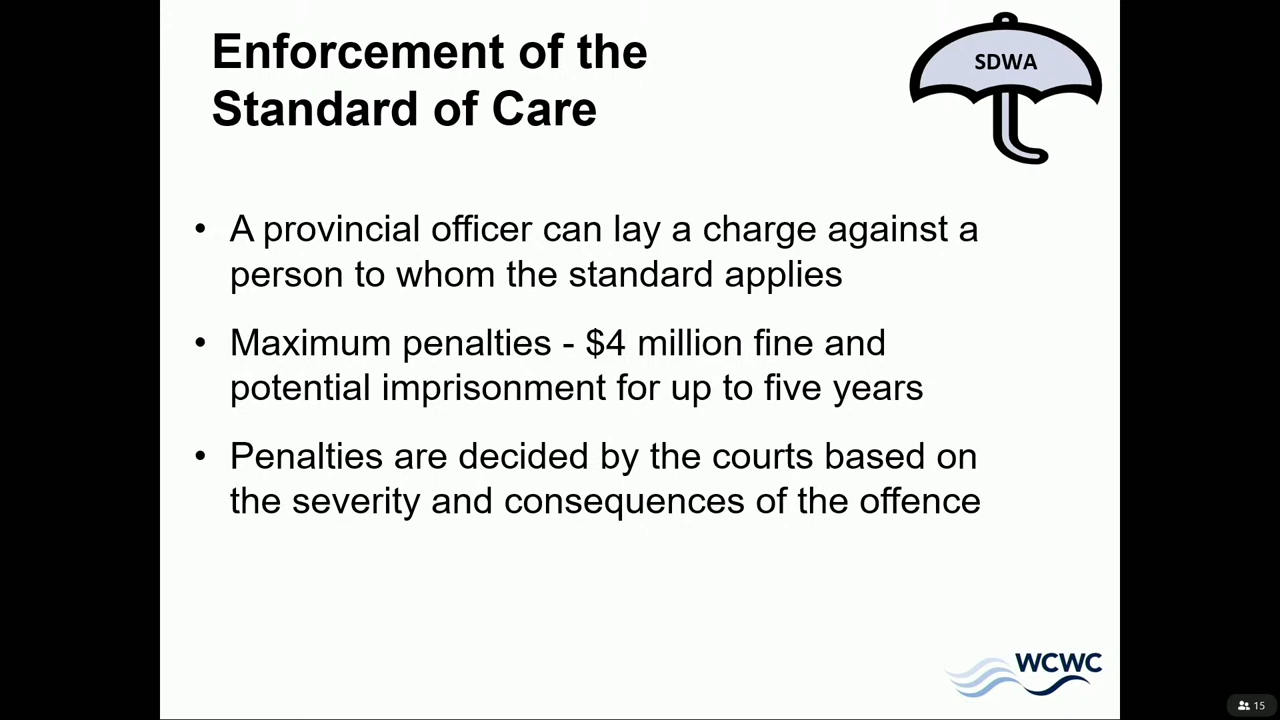 Enforcement of the
Standard of Care
SDWA
• A provincial officer can lay a charge against a
person to whom the standard applies
• Maximum penalties - $4 million fine and
potential imprisonment for up to five years
• Penalties are decided by the courts based on
the severity and consequences of the offence
WCWC
15